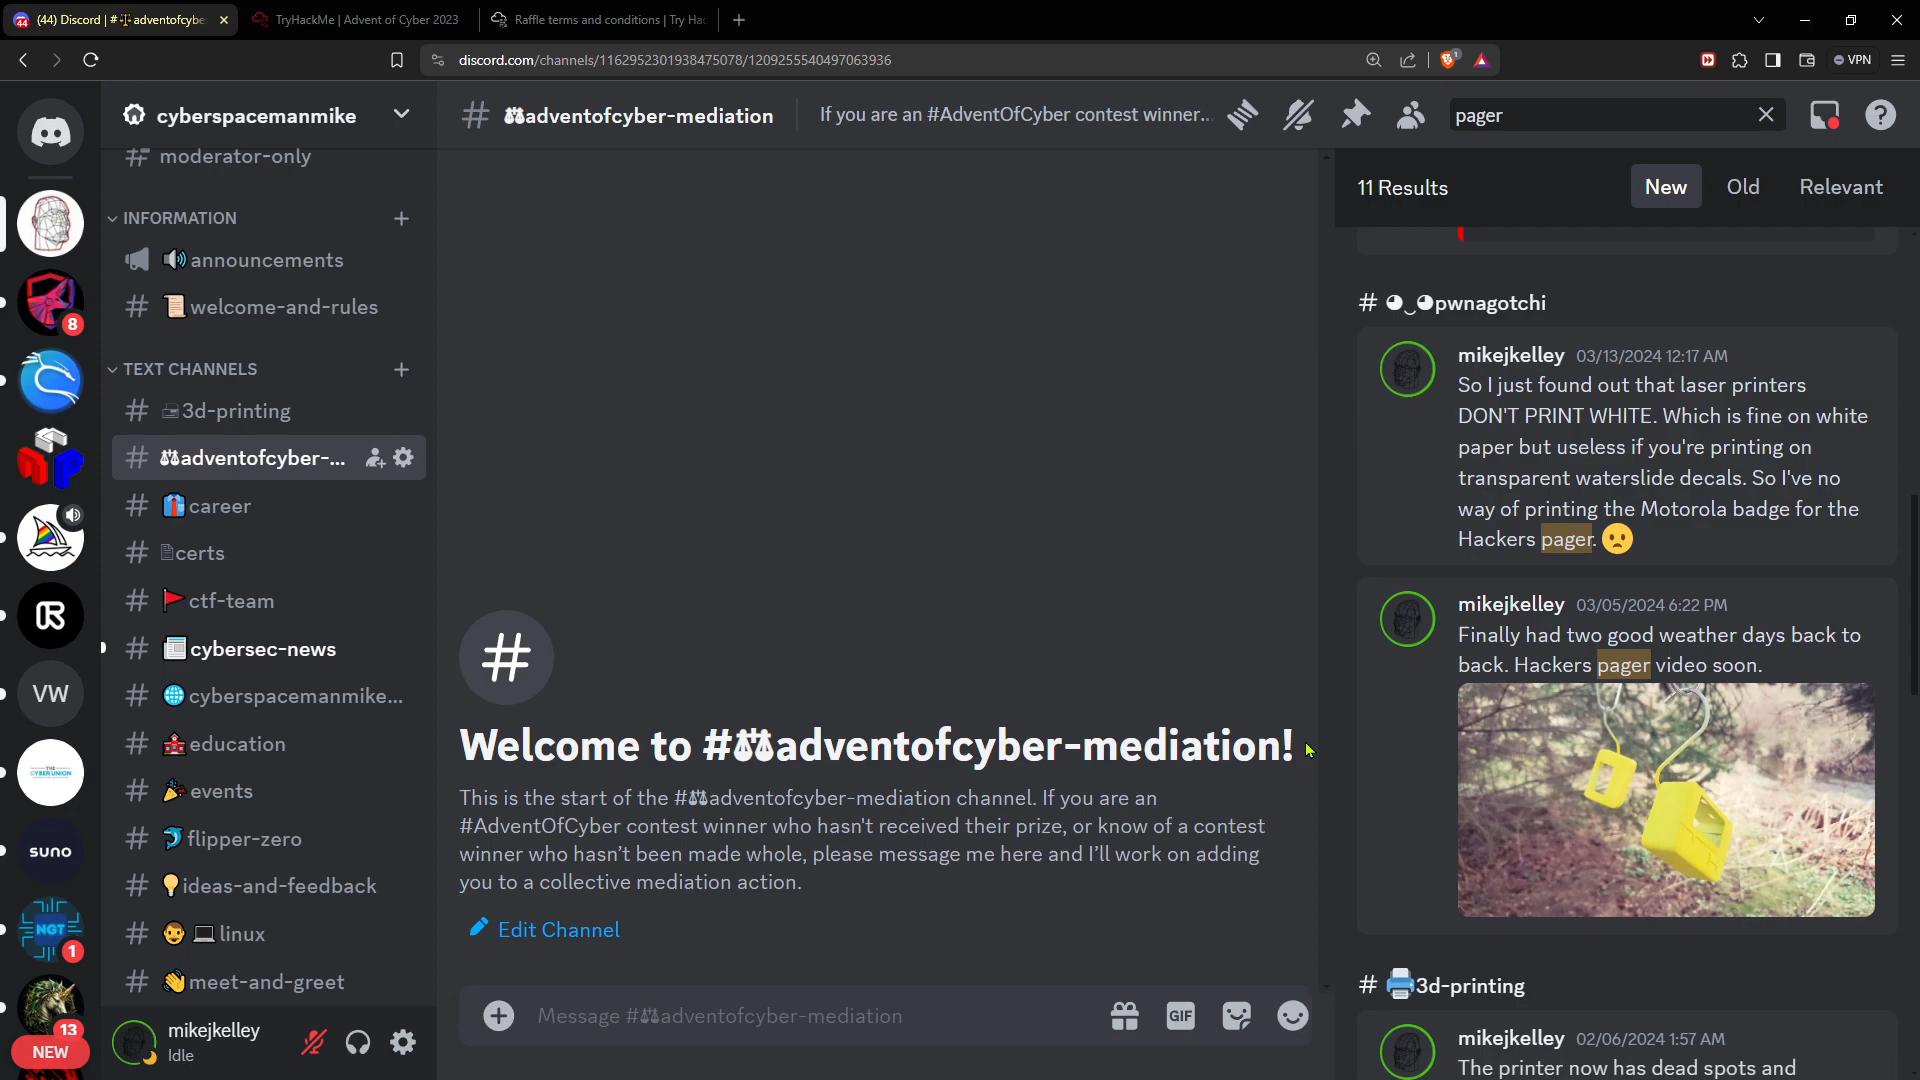 (44) Discord | #⚖adventofcybe
TryHackMe | Advent of Cyber 2023
Raffle terms and conditions | Try Hac
discord.com/channels/1162952301938475078/1209255540497063936
1
VPN
cyberspacemanmike
# ⚖adventofcyber-mediation
If you are an #AdventOfCyber contest winner...
pager
moderator-only
INFORMATION
announcements
welcome-and-rules
TEXT CHANNELS
3d-printing
adventofcyber-...
career
certs
ctf-team
cybersec-news
cyberspacemanmike...
education
events
flipper-zero
ideas-and-feedback
linux
meet-and-greet
44
8
VW
THE
CYBER UNION
suno
NGT
1
13
NEW
mikejkelley
Idle
Welcome to #⚖adventofcyber-mediation!
This is the start of the #⚖adventofcyber-mediation channel. If you are an
#AdventOfCyber contest winner who hasn't received their prize, or know of a contest
winner who hasn't been made whole, please message me here and I'll work on adding
you to a collective mediation action.
Edit Channel
Message #⚖adventofcyber-mediation
GIF
11 Results
New
Old
Relevant
# ◕‿◕pwnagotchi
mikejkelley 03/13/2024 12:17 AM
So I just found out that laser printers
DON'T PRINT WHITE. Which is fine on white
paper but useless if you're printing on
transparent waterslide decals. So I've no
way of printing the Motorola badge for the
Hackers pager. 😟
mikejkelley 03/05/2024 6:22 PM
Finally had two good weather days back to
back. Hackers pager video soon.
# 🖨3d-printing
mikejkelley 02/06/2024 1:57 AM
The printer now has dead spots and